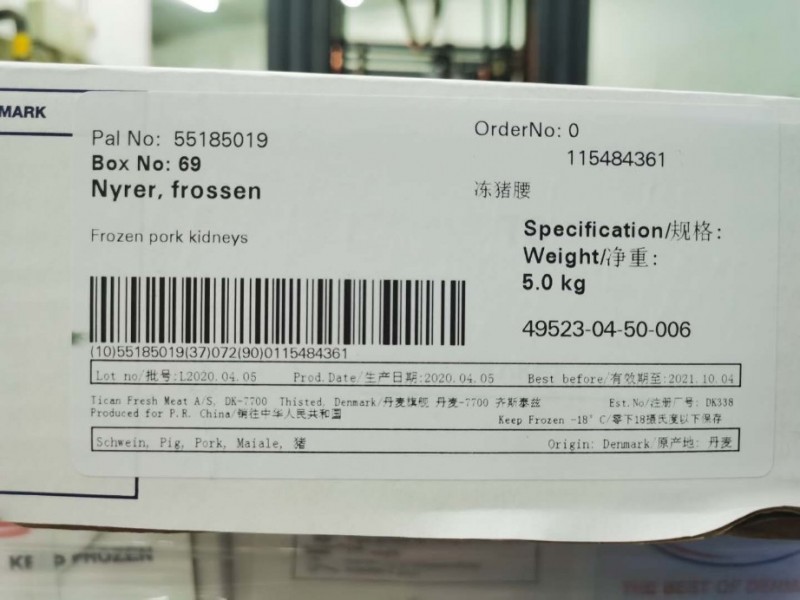 MARK
Pal No: 55185019
OrderNo: 0
Box No: 69
115484361
Nyrer, frossen
冻猪腰
Frozen pork kidneys
Specification/规格:
Weight/净重:
5.0 kg
49523-04-50-006
(10)55185019(37)072(90)0115484361
Lot no/批号:L2020.04.05 Prod.Date/生产日期:2020.04.05 Best before/有效期至:2021.10.04
Tican Fresh Meat A/S, DK-7700 Thisted, Denmark/丹麦旗舰 丹麦-7700 齐斯泰兹 Est.No/注册厂号: DK338
Produced for P.R. China/销往中华人民共和国
Keep Frozen -18° C/零下18摄氏度以下保存
Schwein, Pig, Pork, Maiale, 猪 Origin: Denmark/原产地: 丹麦
FROZEN
THE BEST OF DENM